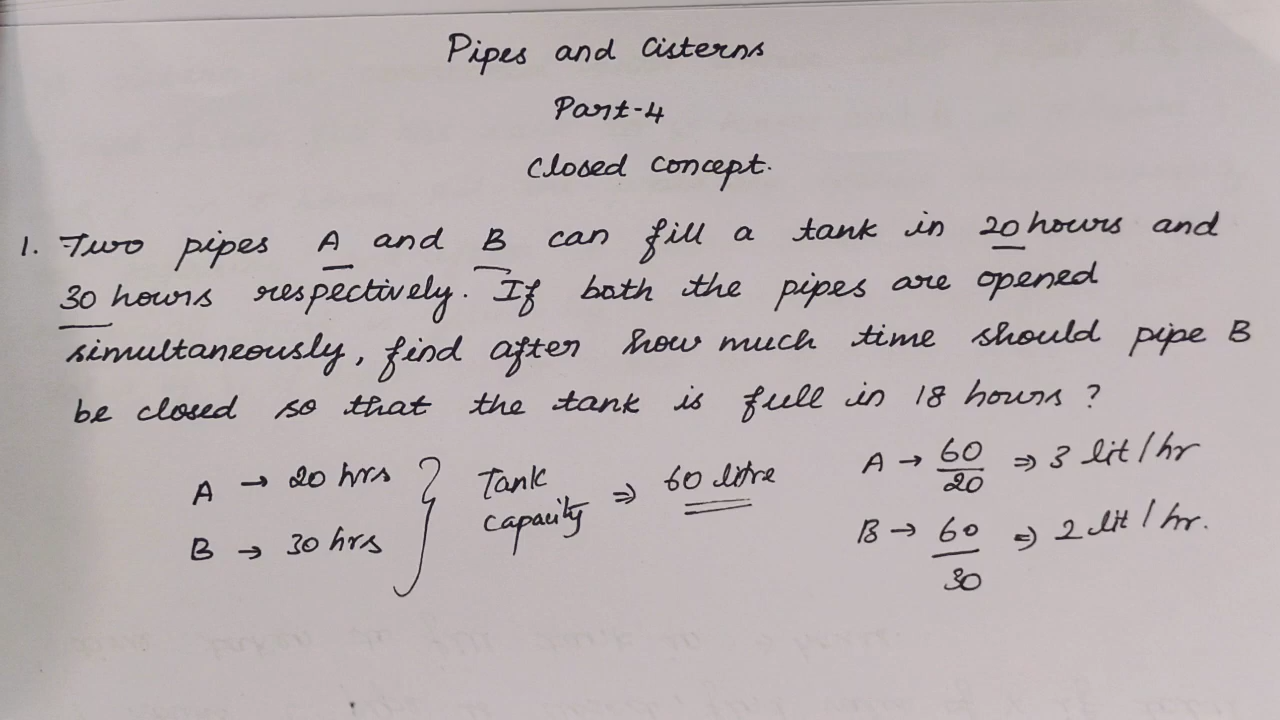 Pipes and Cisterns
Part-4
Closed concept.
1. Two pipes A and B can fill a tank in 20 hours and
30 hours respectively. If both the pipes are opened
simultaneously, find after how much time should pipe B
be closed so that the tank is full in 18 hours ?
A → 20 hrs
B → 30 hrs
} Tank capacity ⇒ 60 litre
A → 60/20 ⇒ 3 lit/hr
B → 60/30 ⇒ 2 lit/hr.